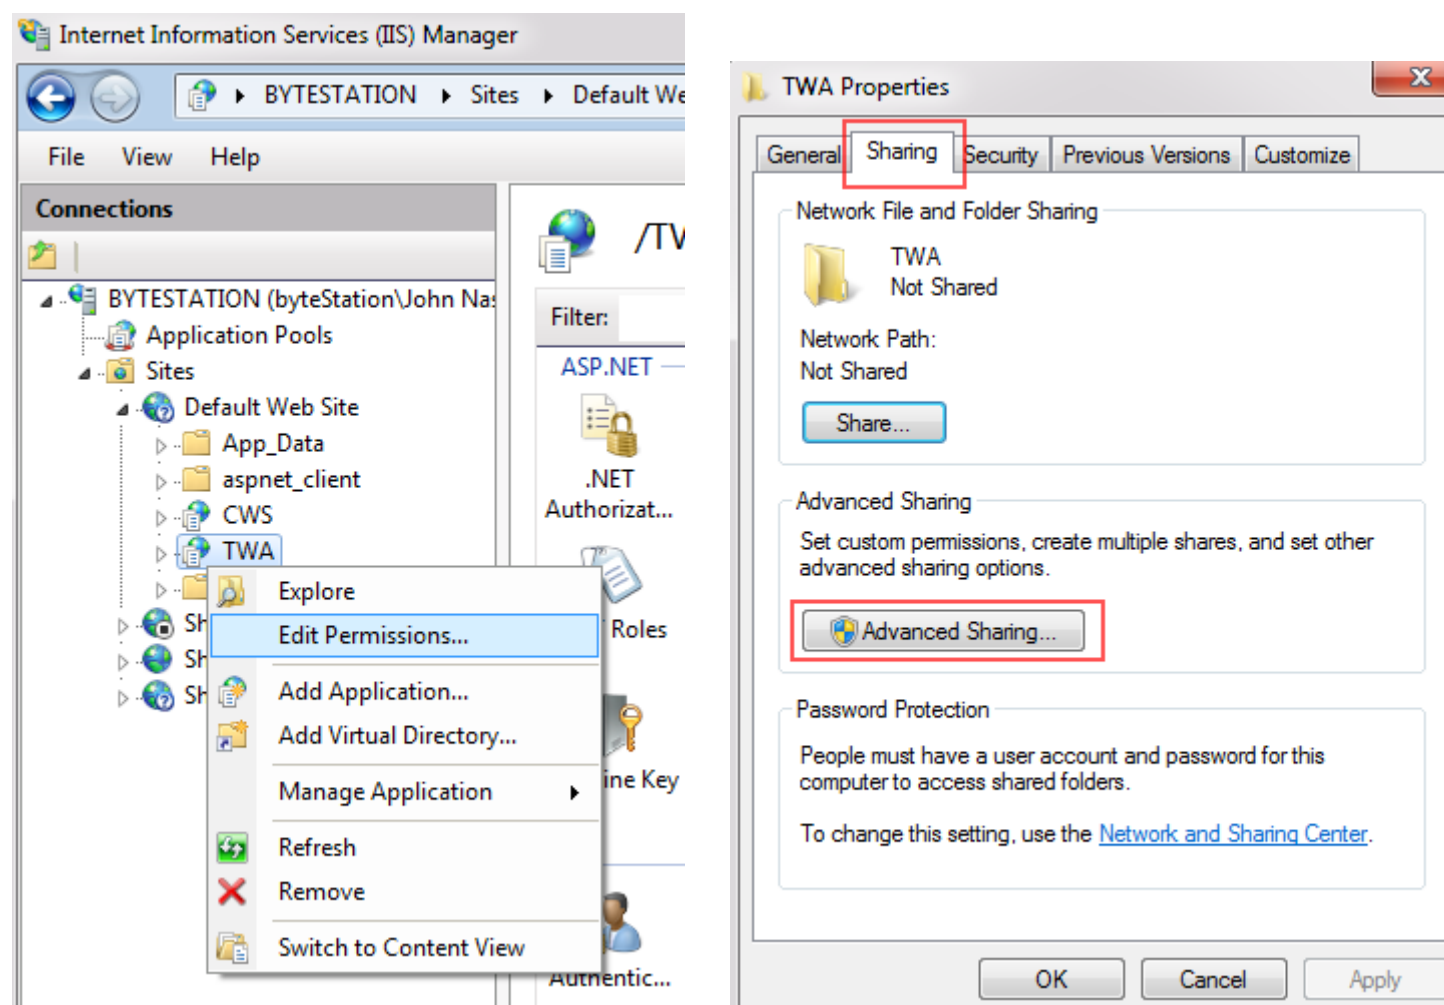 Internet Information Services (IIS) Manager
BYTESTATION Sites Default We
File View Help
Connections
BYTESTATION (byteStation\John Na
Application Pools
Sites
Default Web Site
App_Data
aspnet_client
CWS
TWA
Sh
Sh
Sh
Explore
Edit Permissions...
Add Application...
Add Virtual Directory...
Manage Application
Refresh
Remove
Switch to Content View
/TW
Filter:
ASP.NET
.NET
Authorizat...
Roles
ine Key
Authentic...
TWA Properties
General Sharing Security Previous Versions Customize
Network File and Folder Sharing
TWA
Not Shared
Network Path:
Not Shared
Share...
Advanced Sharing
Set custom permissions, create multiple shares, and set other
advanced sharing options.
Advanced Sharing...
Password Protection
People must have a user account and password for this
computer to access shared folders.
To change this setting, use the Network and Sharing Center.
OK Cancel Apply